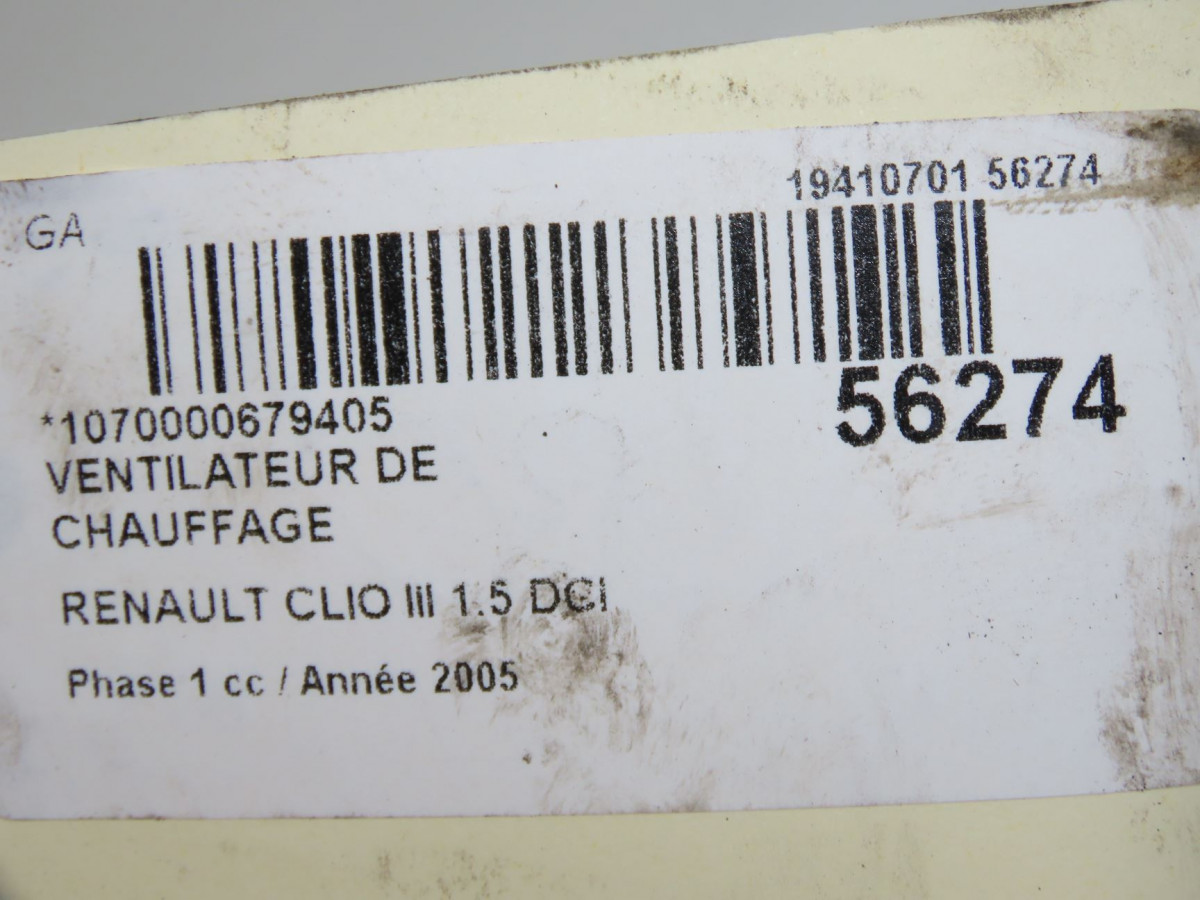 19410701 56274
GA
56274
*1070000679405
VENTILATEUR DE
CHAUFFAGE
RENAULT CLIO III 1.5 DCI
Phase 1 cc / Année 2005